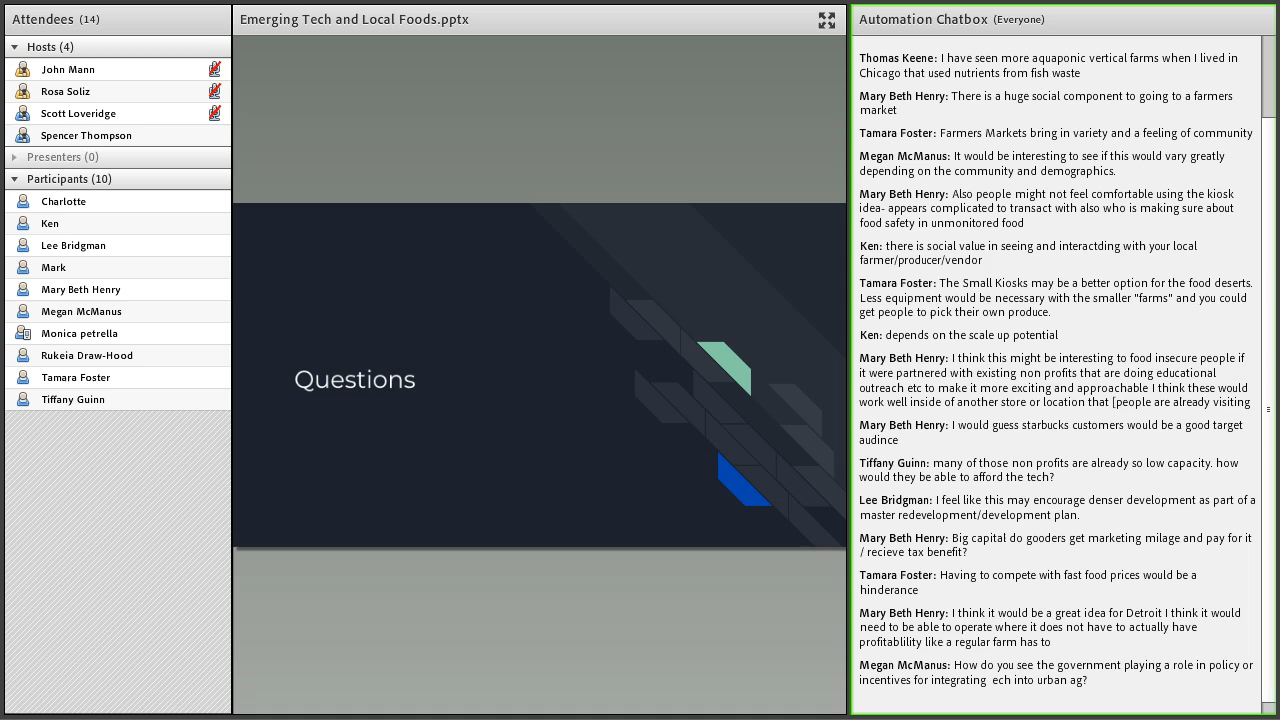 Attendees (14)
Hosts (4)
John Mann
Rosa Soliz
Scott Loveridge
Spencer Thompson
Presenters (0)
Participants (10)
Charlotte
Ken
Lee Bridgman
Mark
Mary Beth Henry
Megan McManus
Monica petrella
Rukeia Draw-Hood
Tamara Foster
Tiffany Guinn
Emerging Tech and Local Foods.pptx
Questions
Automation Chatbox (Everyone)
Thomas Keene: I have seen more aquaponic vertical farms when I lived in
Chicago that used nutrients from fish waste
Mary Beth Henry: There is a huge social component to going to a farmers
market
Tamara Foster: Farmers Markets bring in variety and a feeling of community
Megan McManus: It would be interesting to see if this would vary greatly
depending on the community and demographics.
Mary Beth Henry: Also people might not feel comfortable using the kiosk
idea- appears complicated to transact with also who is making sure about
food safety in unmonitored food
Ken: there is social value in seeing and interactding with your local
farmer/producer/vendor
Tamara Foster: The Small Kiosks may be a better option for the food deserts.
Less equipment would be necessary with the smaller "farms" and you could
get people to pick their own produce.
Ken: depends on the scale up potential
Mary Beth Henry: I think this might be interesting to food insecure people if
it were partnered with existing non profits that are doing educational
outreach etc to make it more exciting and approachable I think these would
work well inside of another store or location that [people are already visiting
Mary Beth Henry: I would guess starbucks customers would be a good target
audince
Tiffany Guinn: many of those non profits are already so low capacity. how
would they be able to afford the tech?
Lee Bridgman: I feel like this may encourage denser development as part of a
master redevelopment/development plan.
Mary Beth Henry: Big capital do gooders get marketing milage and pay for it
/ recieve tax benefit?
Tamara Foster: Having to compete with fast food prices would be a
hinderance
Mary Beth Henry: I think it would be a great idea for Detroit I think it would
need to be able to operate where it does not have to actually have
profitablility like a regular farm has to
Megan McManus: How do you see the government playing a role in policy or
incentives for integrating  ech into urban ag?